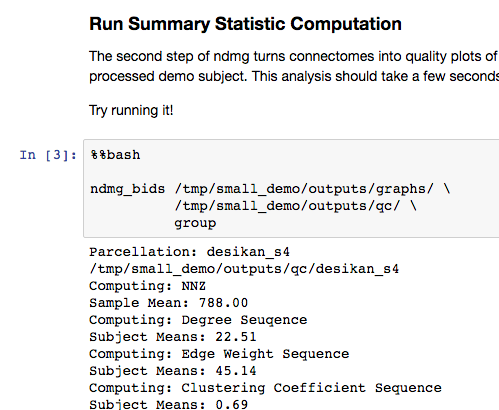 Run Summary Statistic Computation
The second step of ndmg turns connectomes into quality plots of
processed demo subject. This analysis should take a few seconds
Try running it!
In [3]: %%bash
ndmg_bids /tmp/small_demo/outputs/graphs/ \
/tmp/small_demo/outputs/qc/ \
group
Parcellation: desikan_s4
/tmp/small_demo/outputs/qc/desikan_s4
Computing: NNZ
Sample Mean: 788.00
Computing: Degree Seuqence
Subject Means: 22.51
Computing: Edge Weight Sequence
Subject Means: 45.14
Computing: Clustering Coefficient Sequence
Subject Means: 0.69